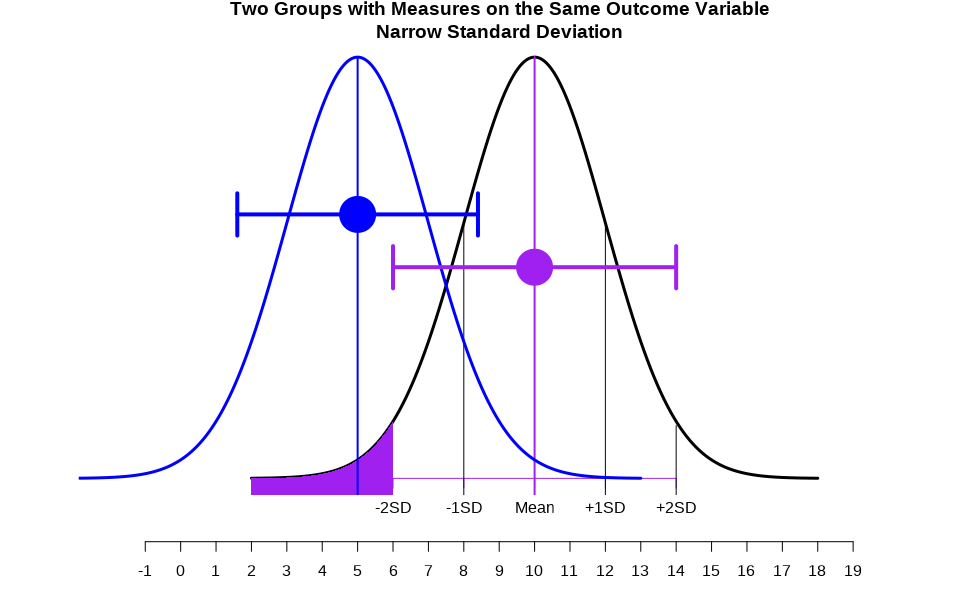 Two Groups with Measures on the Same Outcome Variable
Narrow Standard Deviation
-2SD -1SD Mean +1SD +2SD
-1 0 1 2 3 4 5 6 7 8 9 10 11 12 13 14 15 16 17 18 19